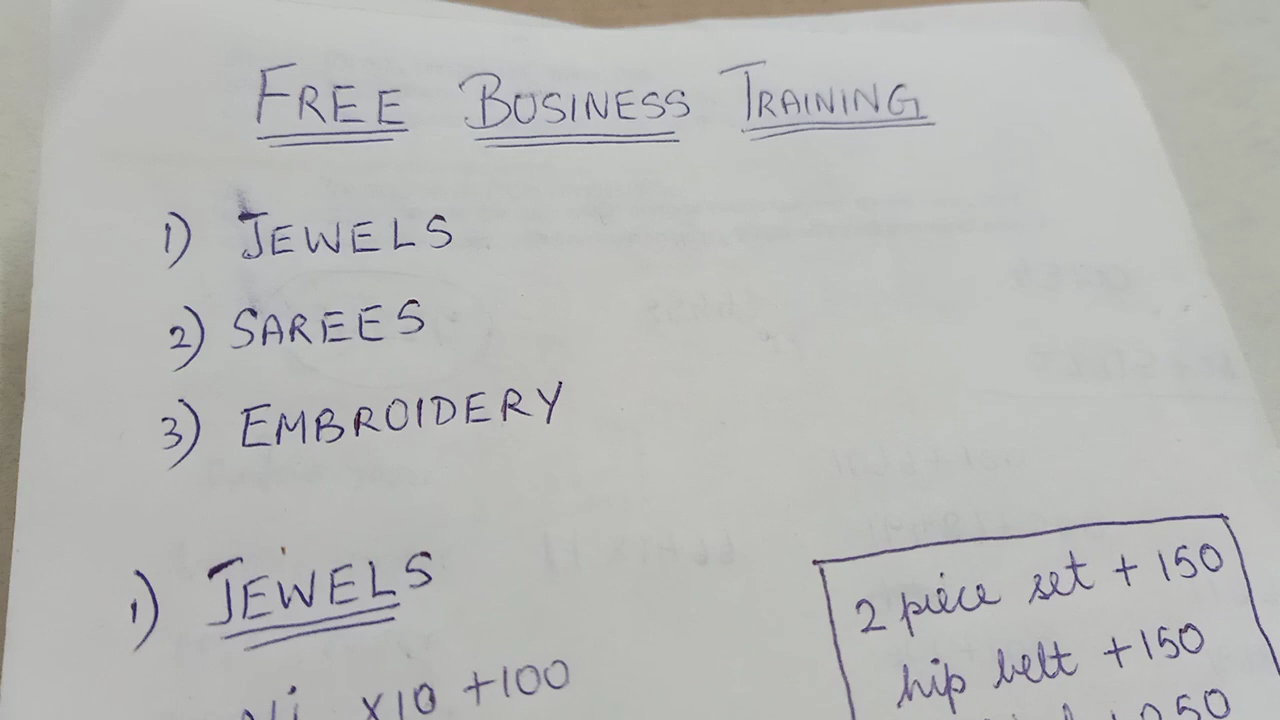 FREE BUSINESS TRAINING
1) JEWELS
2) SAREES
3) EMBROIDERY
1) JEWELS
x10 +100
2 piece set + 150
hip belt +150